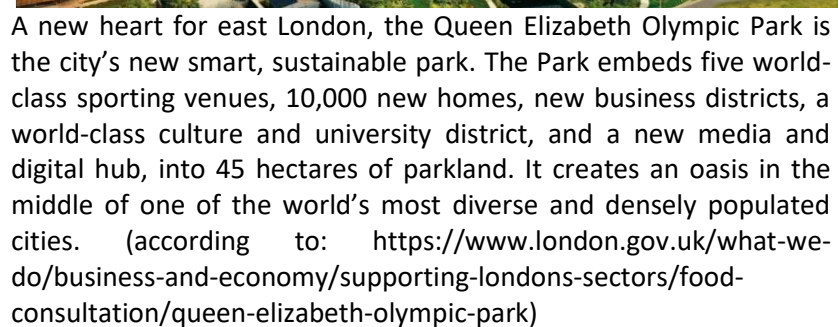 A new heart for east London, the Queen Elizabeth Olympic Park is
the city’s new smart, sustainable park. The Park embeds five world-
class sporting venues, 10,000 new homes, new business districts, a
world-class culture and university district, and a new media and
digital hub, into 45 hectares of parkland. It creates an oasis in the
middle of one of the world’s most diverse and densely populated
cities. (according to: https://www.london.gov.uk/what-we-
do/business-and-economy/supporting-londons-sectors/food-
consultation/queen-elizabeth-olympic-park)